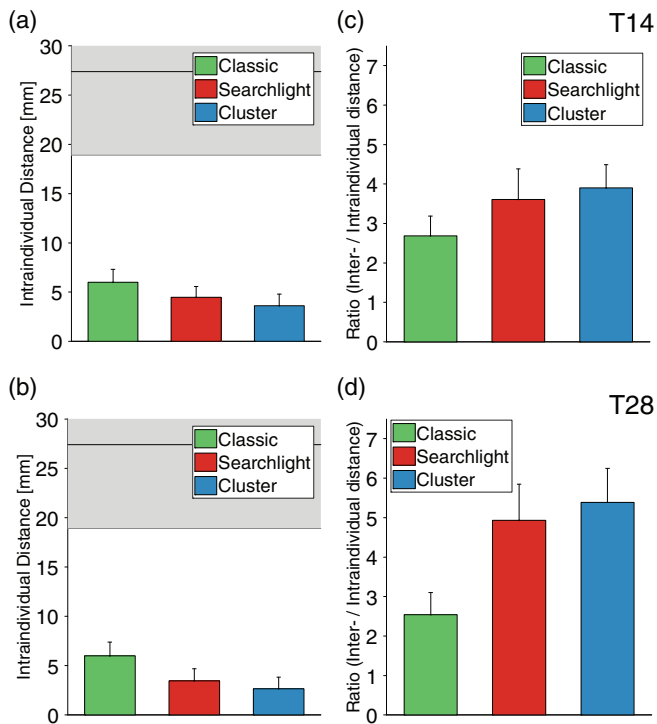 (a)
30
25
20
15
10
5
0
Intraindividual Distance [mm]
Classic
Searchlight
Cluster
(c)
T14
7
6
5
4
3
2
1
0
Ratio (Inter- / Intraindividual distance)
Classic
Searchlight
Cluster
(b)
30
25
20
15
10
5
0
Intraindividual Distance [mm]
Classic
Searchlight
Cluster
(d)
T28
7
6
5
4
3
2
1
0
Ratio (Inter- / Intraindividual distance)
Classic
Searchlight
Cluster